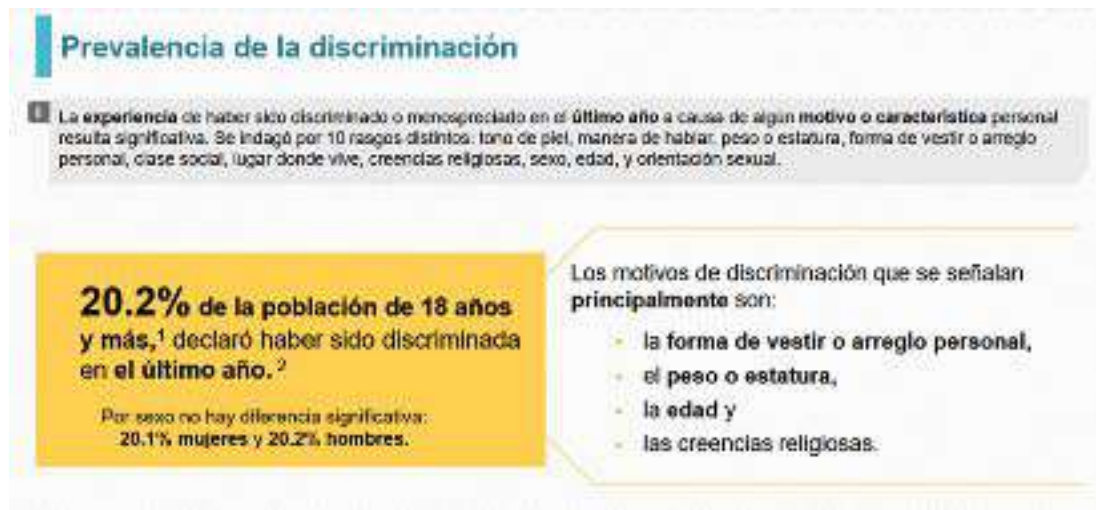 Prevalencia de la discriminación
La experiencia de haber sido discriminado o menospreciado en el último año a causa de algún motivo o característica personal
resulta significativa. Se indagó por 10 rasgos distintos: tono de piel, manera de hablar, peso o estatura, forma de vestir o arreglo
personal, clase social, lugar donde vive, creencias religiosas, sexo, edad, y orientación sexual.
20.2% de la población de 18 años
y más,¹ declaró haber sido discriminada
en el último año. ²
Por sexo no hay diferencia significativa:
20.1% mujeres y 20.2% hombres.
Los motivos de discriminación que se señalan
principalmente son:
- la forma de vestir o arreglo personal,
- el peso o estatura,
- la edad y
- las creencias religiosas.